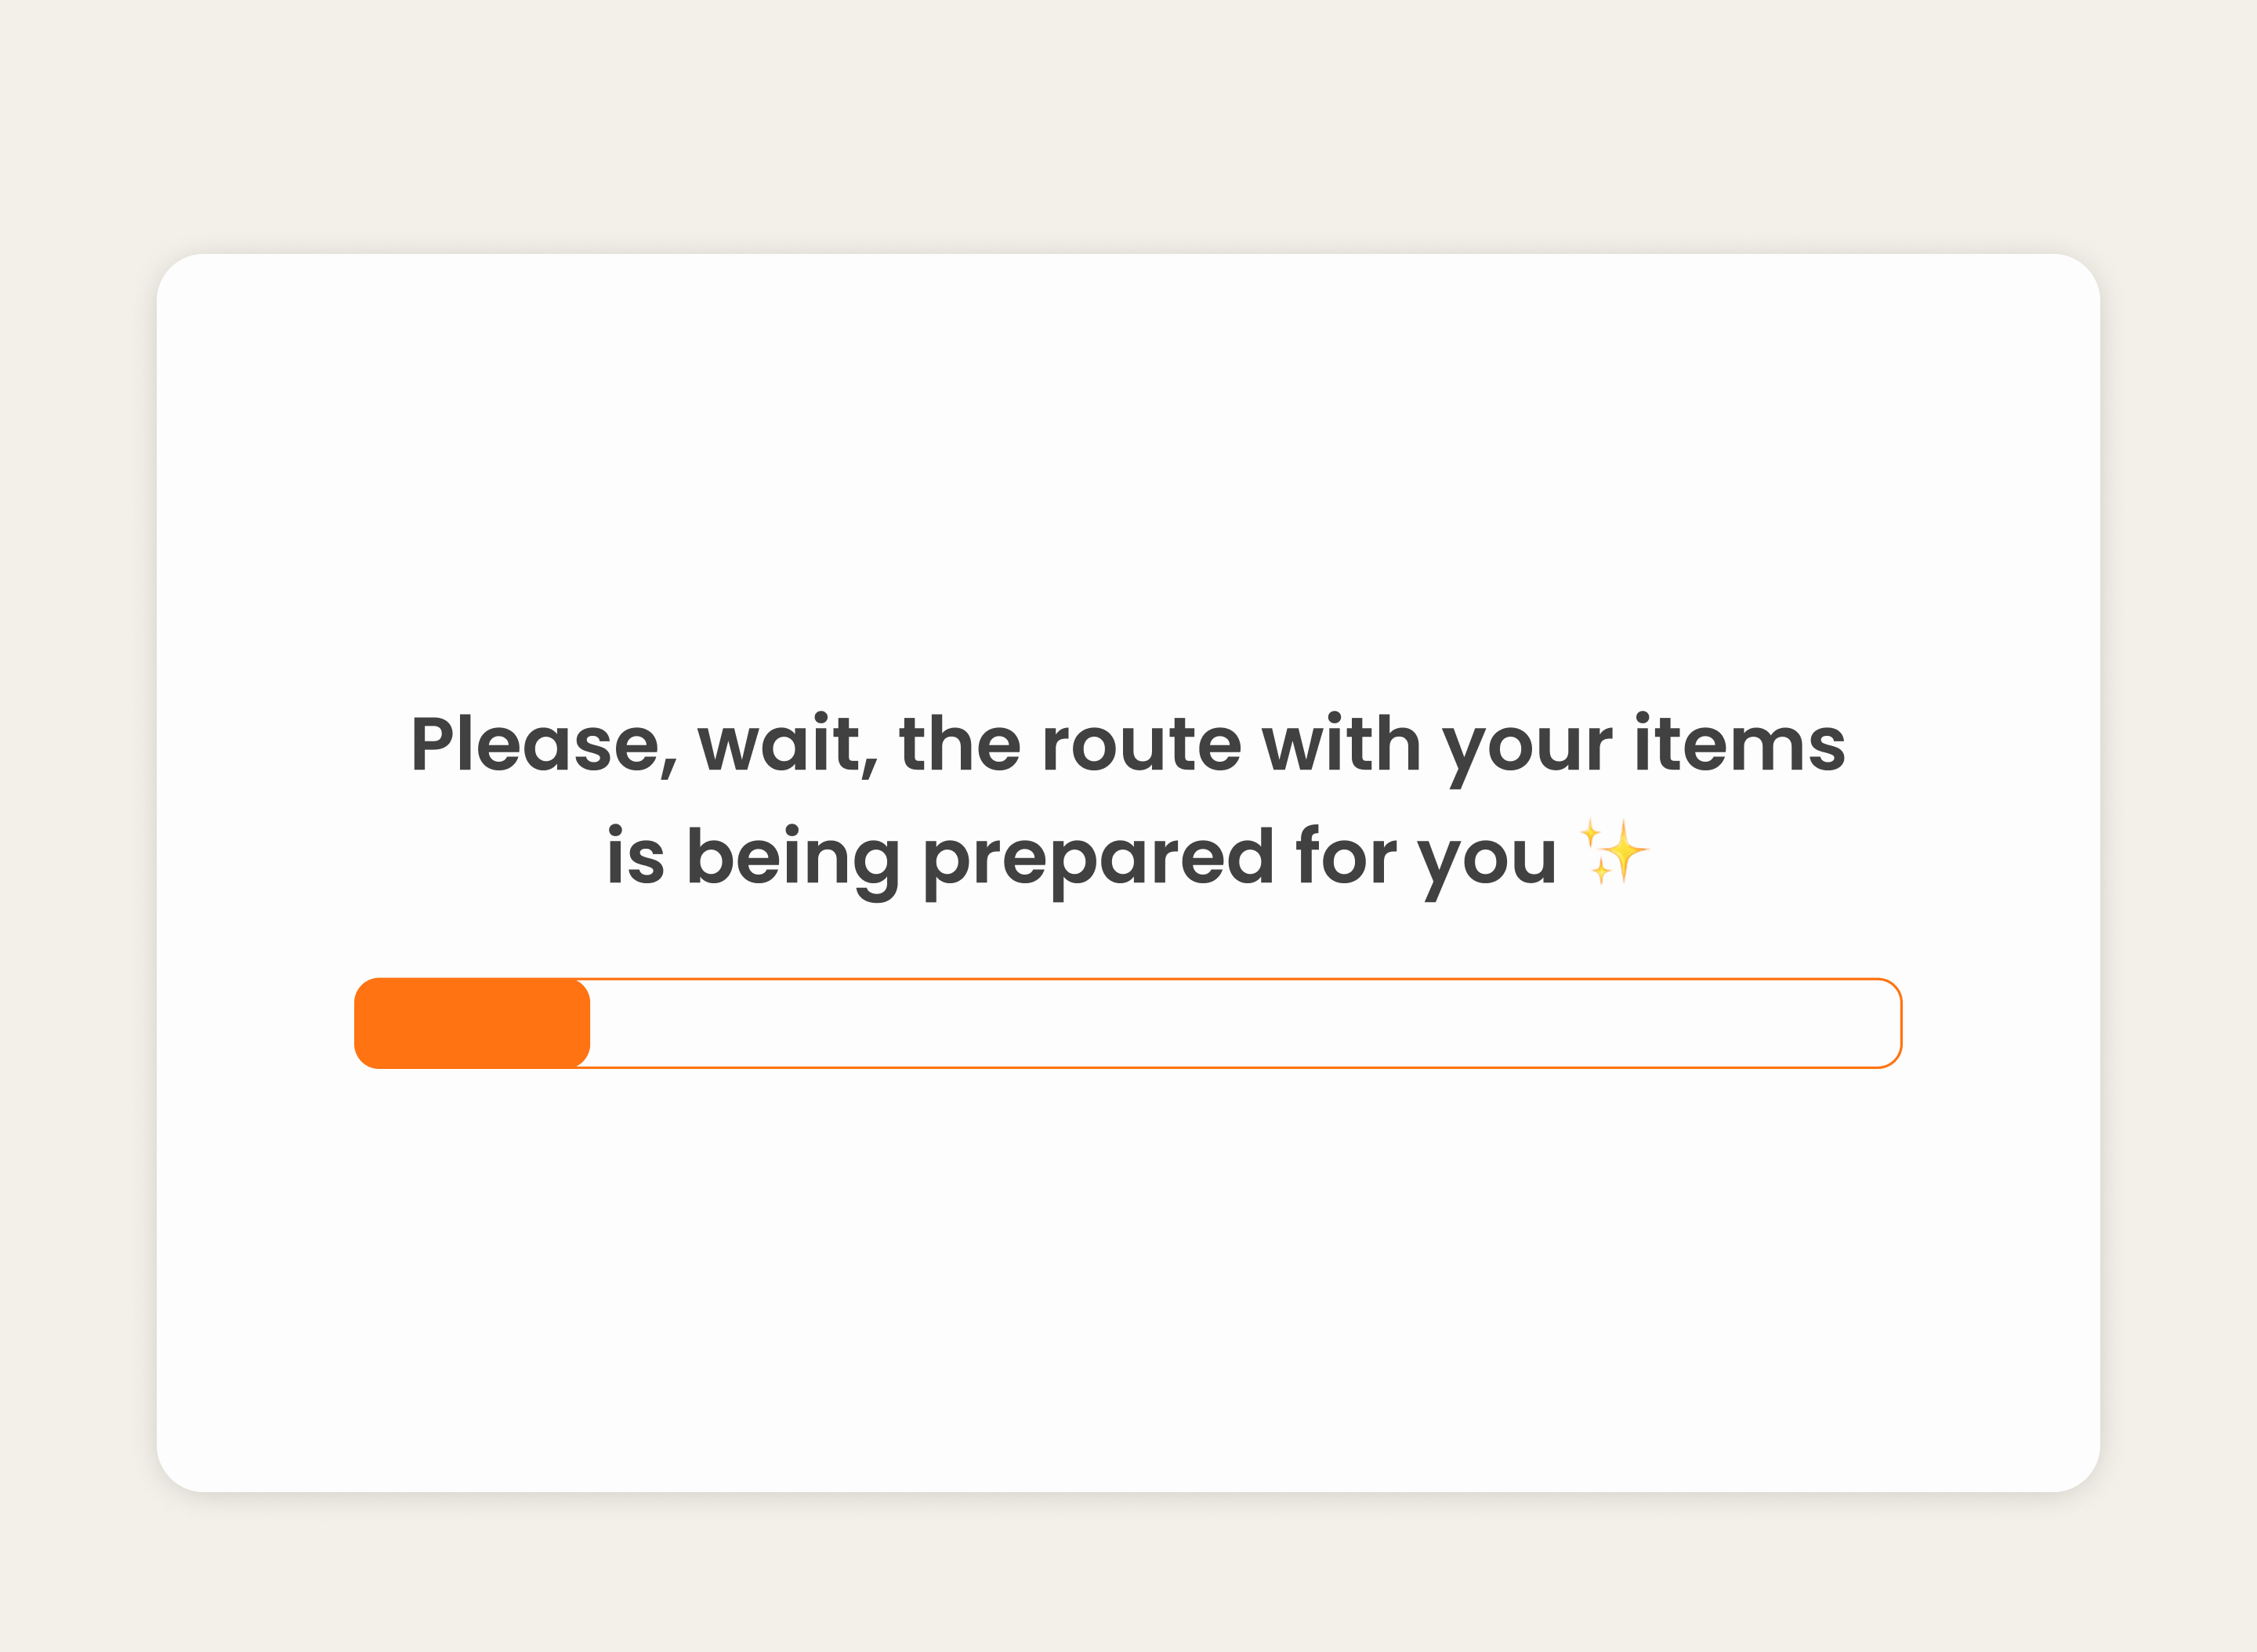 Please, wait, the route with your items
is being prepared for you ✨